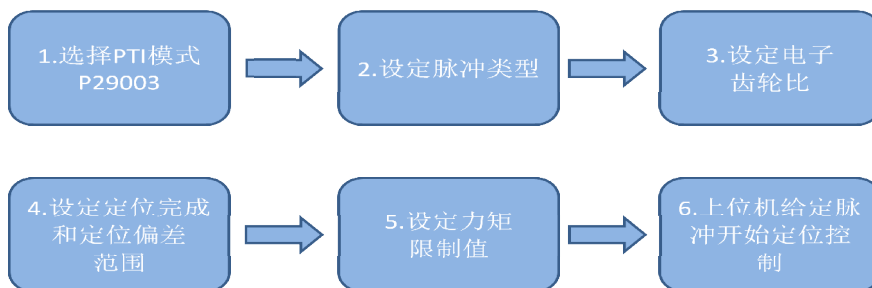 1.选择PTI模式
P29003
2.设定脉冲类型
3.设定电子
齿轮比
4.设定定位完成
和定位偏差
范围
5.设定力矩
限制值
6.上位机给定脉
冲开始定位控
制